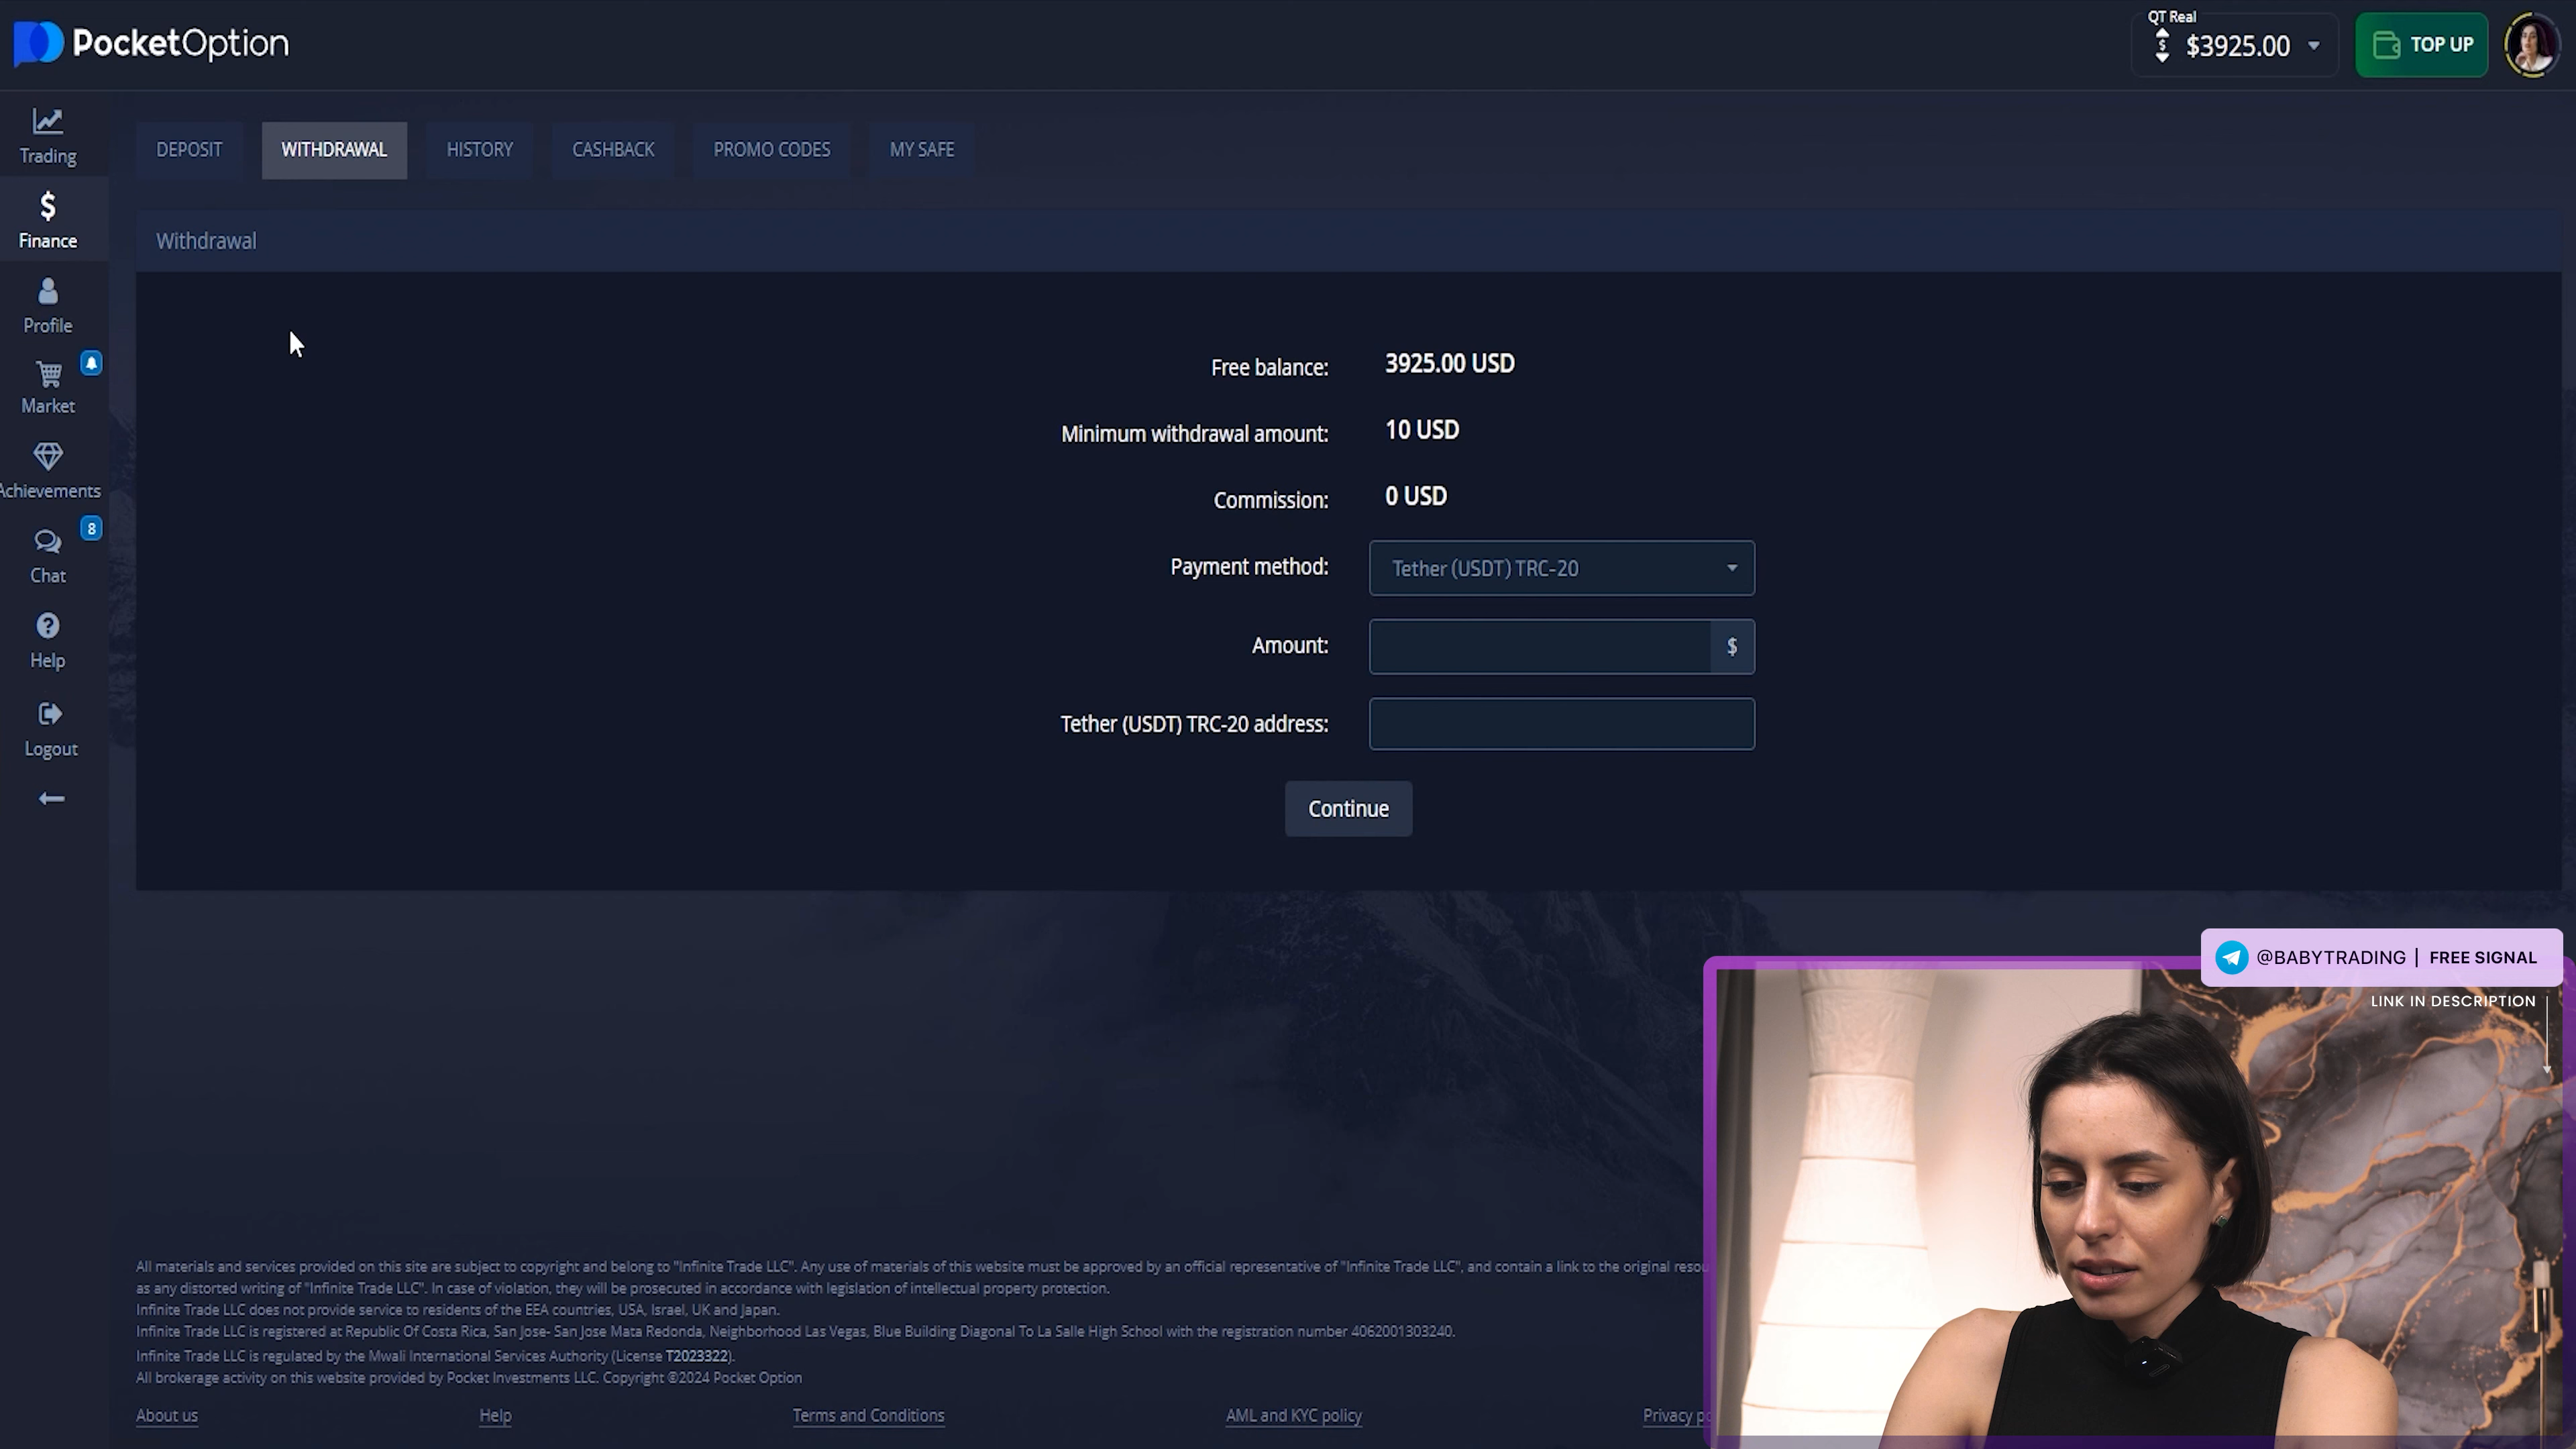 PocketOption
QT Real
$3925.00
TOP UP
Trading
Finance
Profile
Market
Achievements
8
Chat
Help
Logout
DEPOSIT
WITHDRAWAL
HISTORY
CASHBACK
PROMO CODES
MY SAFE
Withdrawal
Free balance: 3925.00 USD
Minimum withdrawal amount: 10 USD
Commission: 0 USD
Payment method: Tether (USDT) TRC-20
Amount: $
Tether (USDT) TRC-20 address:
Continue
@BABYTRADING | FREE SIGNAL
LINK IN DESCRIPTION
All materials and services provided on this site are subject to copyright and belong to "Infinite Trade LLC". Any use of materials of this website must be approved by an official representative of "Infinite Trade LLC", and contain a link to the original resou
as any distorted writing of "Infinite Trade LLC". In case of violation, they will be prosecuted in accordance with legislation of intellectual property protection.
Infinite Trade LLC does not provide service to residents of the EEA countries, USA, Israel, UK and Japan.
Infinite Trade LLC is registered at Republic Of Costa Rica, San Jose- San Jose Mata Redonda, Neighborhood Las Vegas, Blue Building Diagonal To La Salle High School with the registration number 4062001303240.
Infinite Trade LLC is regulated by the Mwali International Services Authority (License T2023322).
All brokerage activity on this website provided by Pocket Investments LLC. Copyright ©2024 Pocket Option
About us
Help
Terms and Conditions
AML and KYC policy
Privacy po